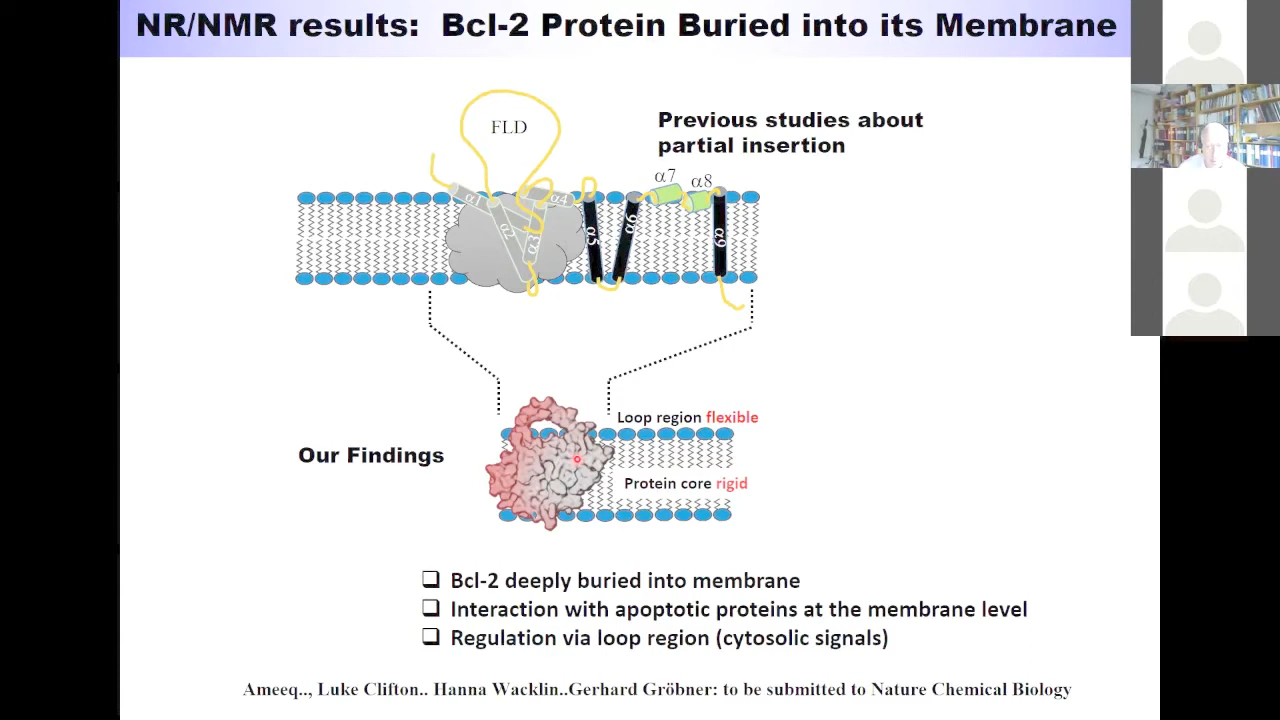 NR/NMR results: Bcl-2 Protein Buried into its Membrane
FLD
Previous studies about
partial insertion
α7
α8
α1
α2
α3
α4
α5
α6
α9
Loop region flexible
Our Findings
Protein core rigid
❑ Bcl-2 deeply buried into membrane
❑ Interaction with apoptotic proteins at the membrane level
❑ Regulation via loop region (cytosolic signals)
Ameeq.., Luke Clifton.. Hanna Wacklin..Gerhard Gröbner: to be submitted to Nature Chemical Biology